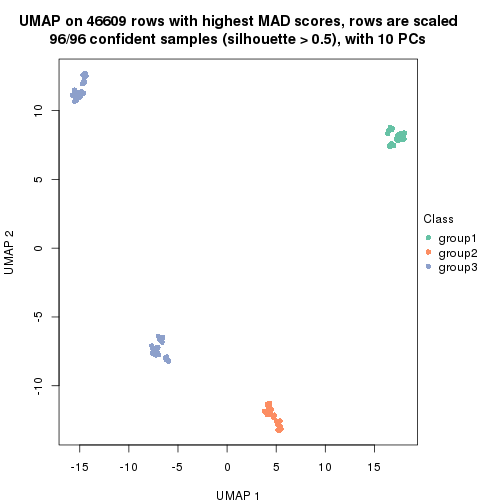 UMAP on 46609 rows with highest MAD scores, rows are scaled
96/96 confident samples (silhouette > 0.5), with 10 PCs
10
5
0
-5
-10
UMAP 2
-15
-10
-5
0
5
10
15
UMAP 1
Class
group1
group2
group3